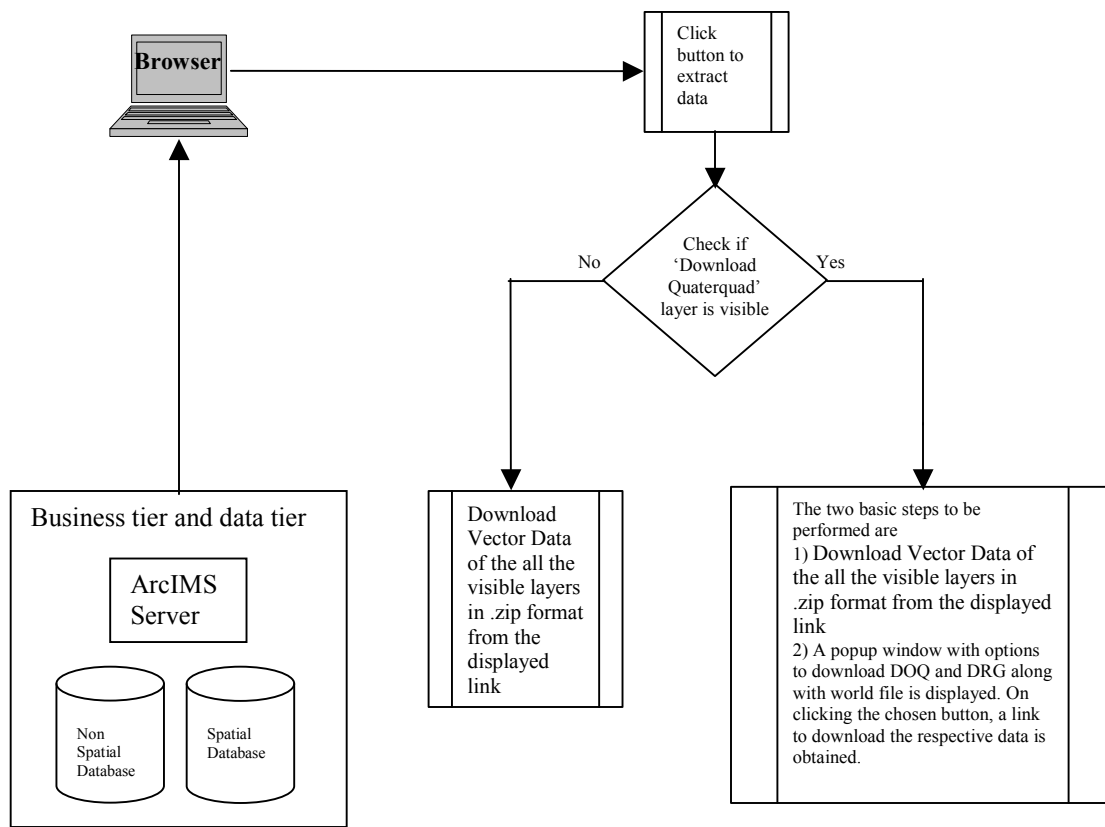 Browser
Click
button to
extract
data
Check if
‘Download
Quaterquad’
layer is visible
No
Yes
Business tier and data tier
ArcIMS
Server
Non
Spatial
Database
Spatial
Database
Download
Vector Data
of the all the
visible layers
in .zip format
from the
displayed
link
The two basic steps to be
performed are
1) Download Vector Data of
the all the visible layers in
.zip format from the displayed
link
2) A popup window with options
to download DOQ and DRG along
with world file is displayed. On
clicking the chosen button, a link
to download the respective data is
obtained.